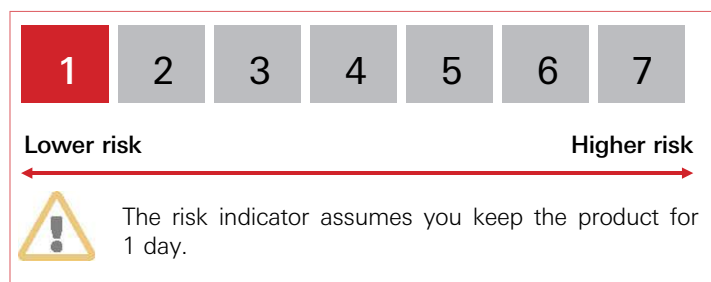 1 2 3 4 5 6 7
Lower risk Higher risk
The risk indicator assumes you keep the product for
1 day.